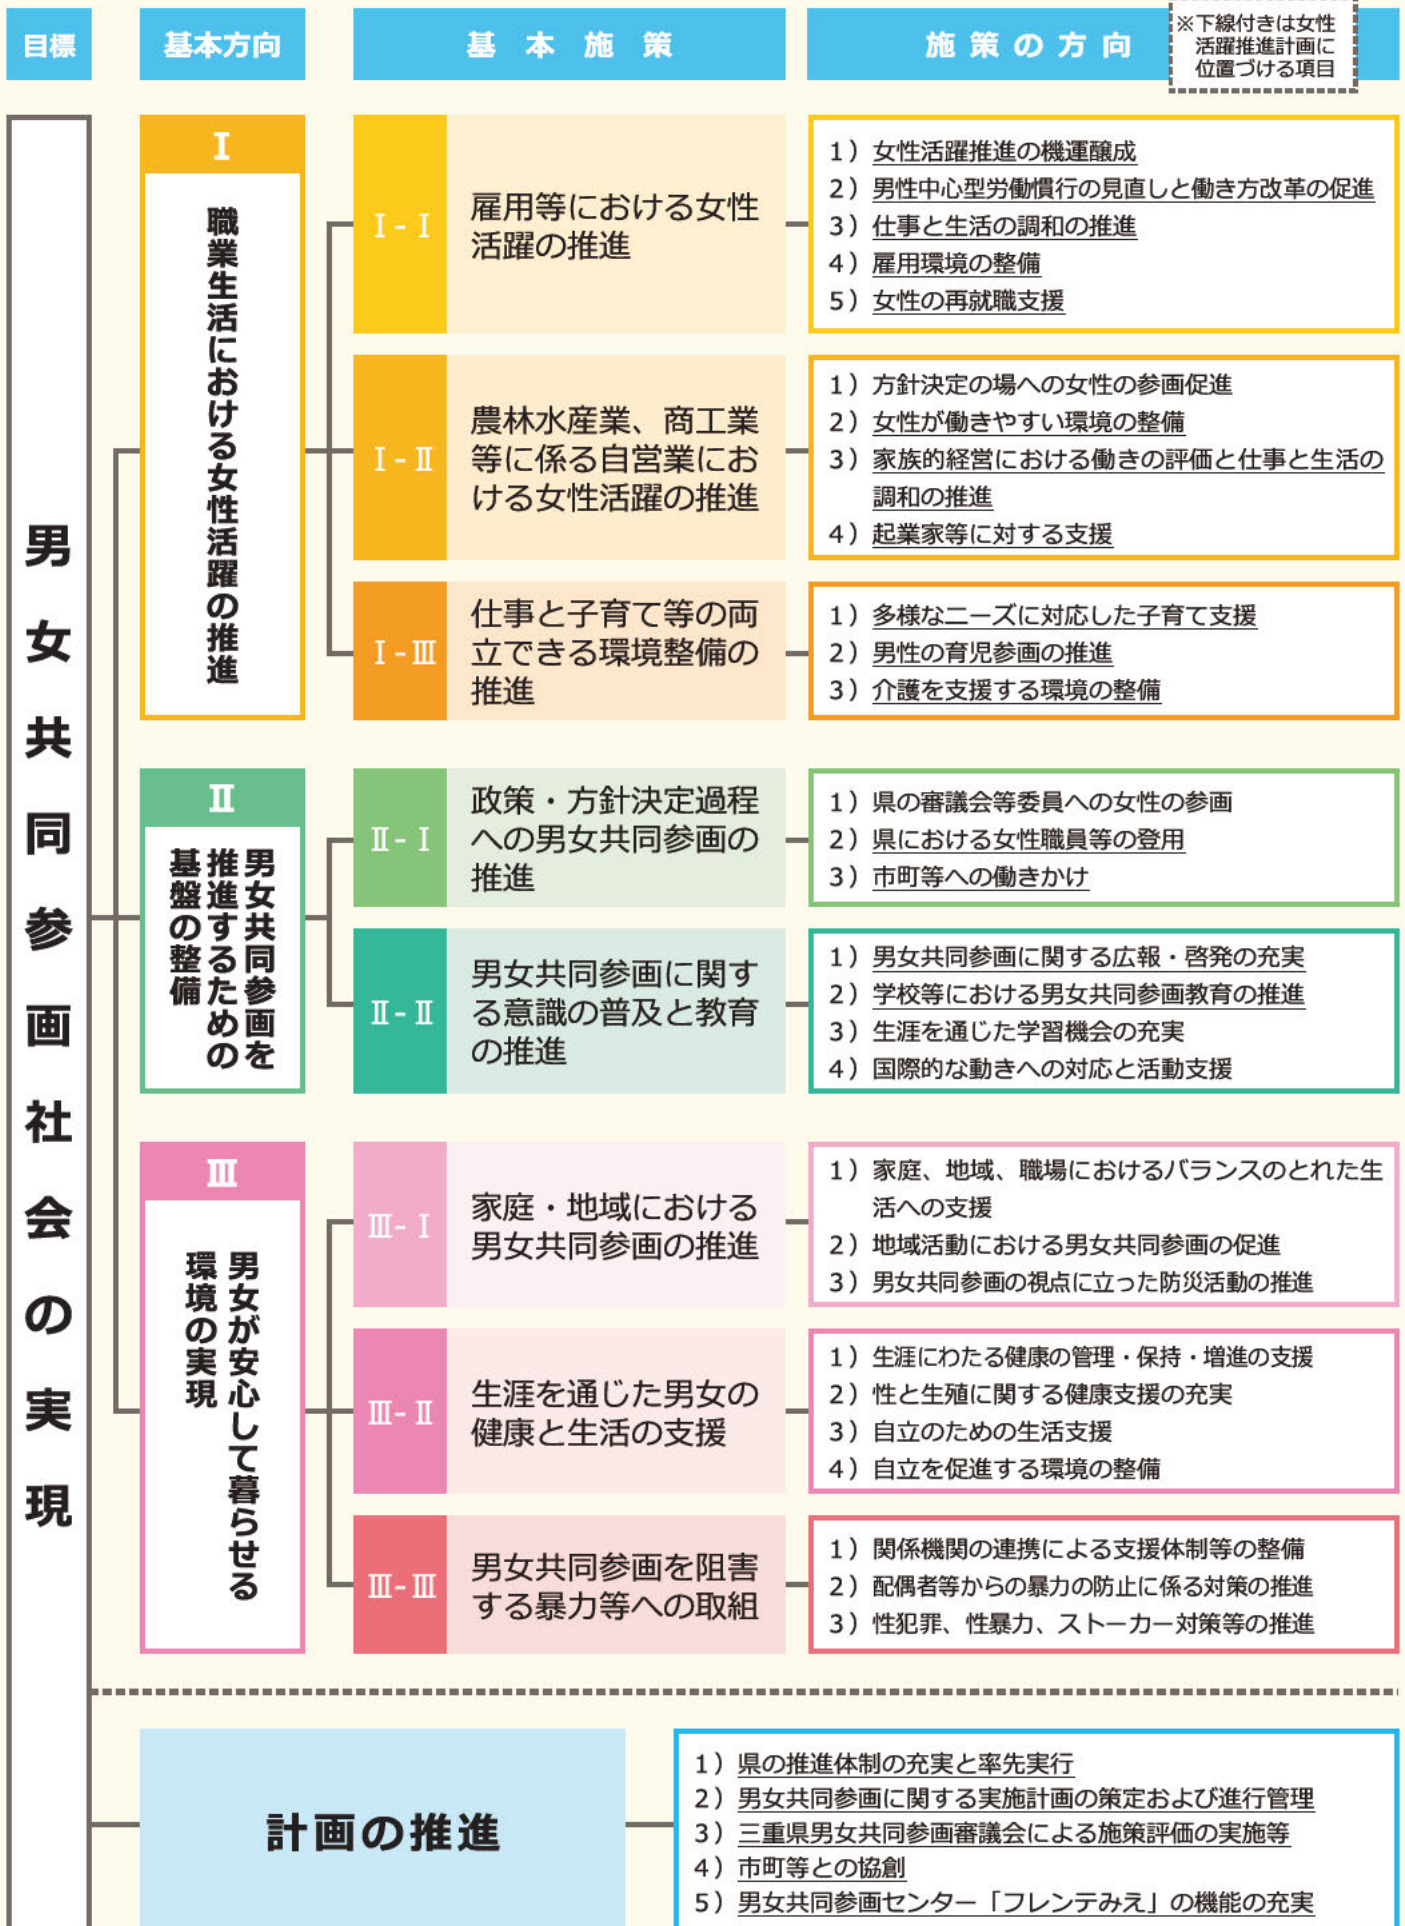 目標
基本方向
基本施策
施策の方向
※下線付きは女性
活躍推進計画に
位置づける項目
男女共同参画社会の実現
Ⅰ
職業生活における女性活躍の推進
Ⅰ-Ⅰ
雇用等における女性
活躍の推進
1）女性活躍推進の機運醸成
2）男性中心型労働慣行の見直しと働き方改革の促進
3）仕事と生活の調和の推進
4）雇用環境の整備
5）女性の再就職支援
Ⅰ-Ⅱ
農林水産業、商工業
等に係る自営業にお
ける女性活躍の推進
1）方針決定の場への女性の参画促進
2）女性が働きやすい環境の整備
3）家族的経営における働きの評価と仕事と生活の
調和の推進
4）起業家等に対する支援
Ⅰ-Ⅲ
仕事と子育て等の両
立できる環境整備の
推進
1）多様なニーズに対応した子育て支援
2）男性の育児参画の推進
3）介護を支援する環境の整備
Ⅱ
男女共同参画を
推進するための
基盤の整備
Ⅱ-Ⅰ
政策・方針決定過程
への男女共同参画の
推進
1）県の審議会等委員への女性の参画
2）県における女性職員等の登用
3）市町等への働きかけ
Ⅱ-Ⅱ
男女共同参画に関す
る意識の普及と教育
の推進
1）男女共同参画に関する広報・啓発の充実
2）学校等における男女共同参画教育の推進
3）生涯を通じた学習機会の充実
4）国際的な動きへの対応と活動支援
Ⅲ
男女が安心して暮らせる
環境の実現
Ⅲ-Ⅰ
家庭・地域における
男女共同参画の推進
1）家庭、地域、職場におけるバランスのとれた生
活への支援
2）地域活動における男女共同参画の促進
3）男女共同参画の視点に立った防災活動の推進
Ⅲ-Ⅱ
生涯を通じた男女の
健康と生活の支援
1）生涯にわたる健康の管理・保持・増進の支援
2）性と生殖に関する健康支援の充実
3）自立のための生活支援
4）自立を促進する環境の整備
Ⅲ-Ⅲ
男女共同参画を阻害
する暴力等への取組
1）関係機関の連携による支援体制等の整備
2）配偶者等からの暴力の防止に係る対策の推進
3）性犯罪、性暴力、ストーカー対策等の推進
計画の推進
1）県の推進体制の充実と率先実行
2）男女共同参画に関する実施計画の策定および進行管理
3）三重県男女共同参画審議会による施策評価の実施等
4）市町等との協創
5）男女共同参画センター「フレンテみえ」の機能の充実